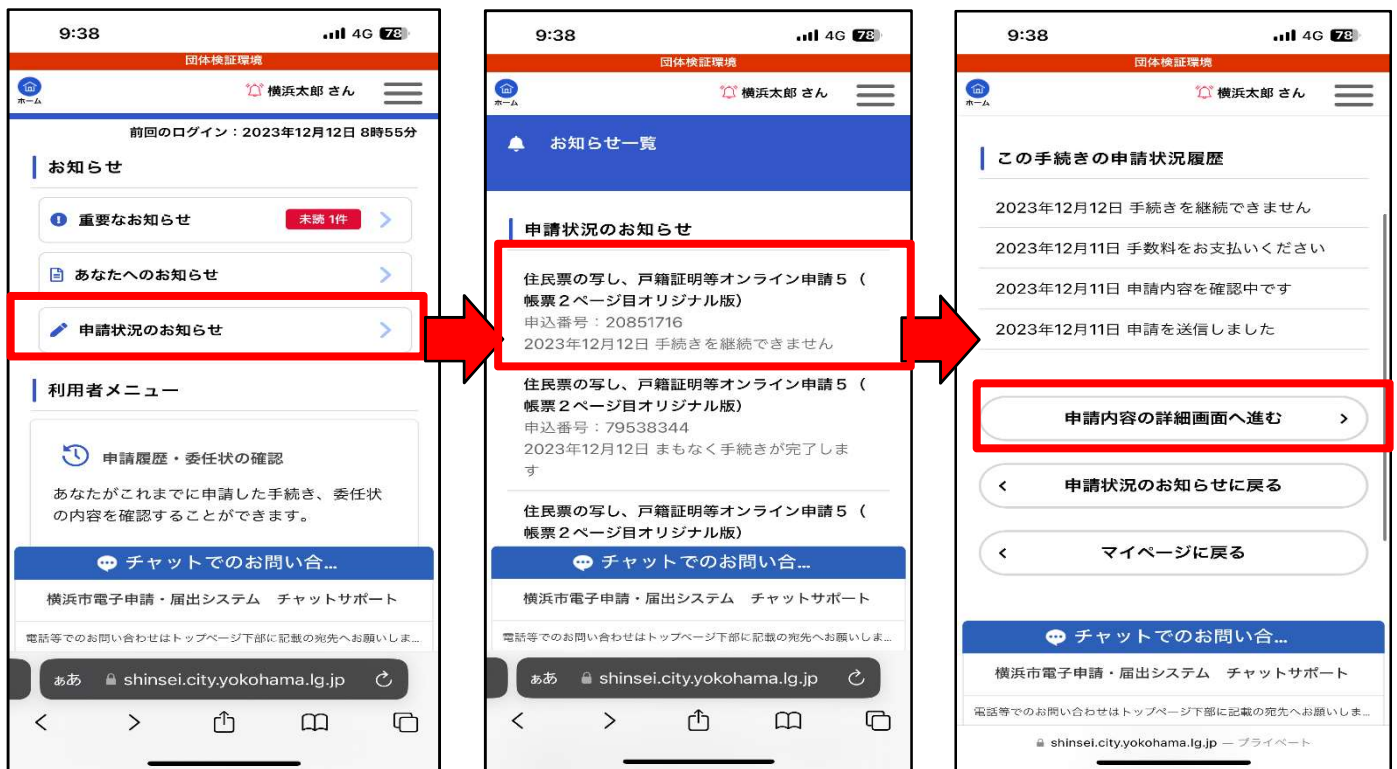 9:38
4G 78
団体検証環境
ホーム
横浜太郎 さん
前回のログイン：2023年12月12日 8時55分
お知らせ
重要なお知らせ
未読 1件
あなたへのお知らせ
申請状況のお知らせ
利用者メニュー
申請履歴・委任状の確認
あなたがこれまでに申請した手続き、委任状
の内容を確認することができます。
チャットでのお問い合...
横浜市電子申請・届出システム　チャットサポート
電話等でのお問い合わせはトップページ下部に記載の宛先へお願いしま...
ああ shinsei.city.yokohama.lg.jp
9:38
4G 78
団体検証環境
ホーム
横浜太郎 さん
お知らせ一覧
申請状況のお知らせ
住民票の写し、戸籍証明等オンライン申請５（
帳票２ページ目オリジナル版）
申込番号：20851716
2023年12月12日 手続きを継続できません
住民票の写し、戸籍証明等オンライン申請５（
帳票２ページ目オリジナル版）
申込番号：79538344
2023年12月12日 まもなく手続きが完了しま
す
住民票の写し、戸籍証明等オンライン申請５（
帳票２ページ目オリジナル版）
チャットでのお問い合...
横浜市電子申請・届出システム　チャットサポート
電話等でのお問い合わせはトップページ下部に記載の宛先へお願いしま...
ああ shinsei.city.yokohama.lg.jp
9:38
4G 78
団体検証環境
ホーム
横浜太郎 さん
この手続きの申請状況履歴
2023年12月12日 手続きを継続できません
2023年12月11日 手数料をお支払いください
2023年12月11日 申請内容を確認中です
2023年12月11日 申請を送信しました
申請内容の詳細画面へ進む
申請状況のお知らせに戻る
マイページに戻る
チャットでのお問い合...
横浜市電子申請・届出システム　チャットサポート
電話等でのお問い合わせはトップページ下部に記載の宛先へお願いしま...
shinsei.city.yokohama.lg.jp — プライベート